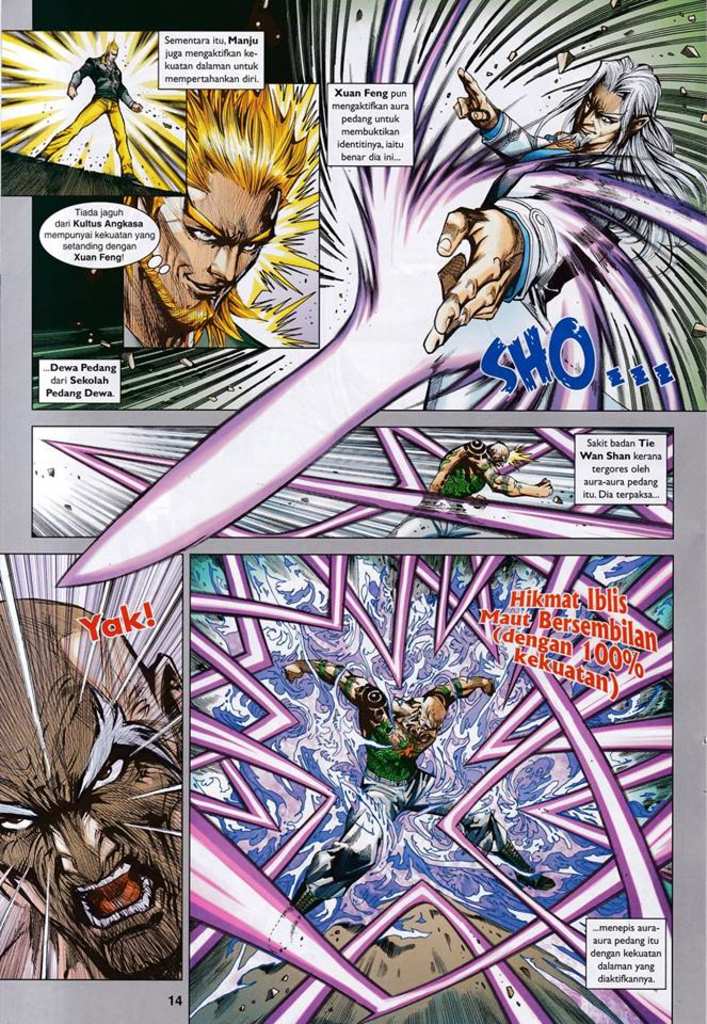 Sementara itu, Manju
juga mengaktifkan ke-
kuatan dalaman untuk
mempertahankan diri.
Xuan Feng pun
mengaktifkan aura
pedang untuk
membuktikan
identitinya, iaitu
benar dia ini...
Tiada jaguh
dari Kultus Angkasa
mempunyai kekuatan yang
setanding dengan
Xuan Feng!
...Dewa Pedang
dari Sekolah
Pedang Dewa.
SHO...
zzz
Sakit badan Tie
Wan Shan kerana
tergores oleh
aura-aura pedang
itu. Dia terpaksa...
Yak!
Hikmat Iblis
Maut Bersembilan
(dengan 100%
kekuatan)
...menepis aura-
aura pedang itu
dengan kekuatan
dalaman yang
diaktifkannya.
14